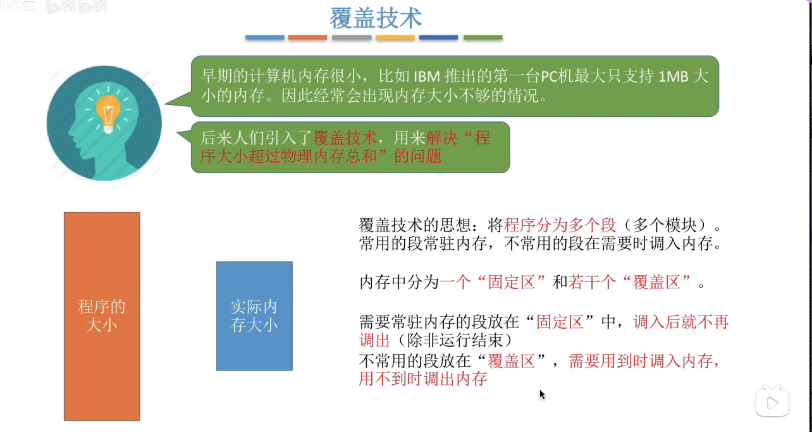 覆盖技术
早期的计算机内存很小，比如 IBM 推出的第一台PC机最大只支持 1MB 大
小的内存。因此经常会出现内存大小不够的情况。
后来人们引入了覆盖技术，用来解决“程
序大小超过物理内存总和”的问题
程序的
大小
实际内
存大小
覆盖技术的思想：将程序分为多个段（多个模块）。
常用的段常驻内存，不常用的段在需要时调入内存。
内存中分为一个“固定区”和若干个“覆盖区”。
需要常驻内存的段放在“固定区”中，调入后就不再
调出（除非运行结束）
不常用的段放在“覆盖区”，需要用到时调入内存，
用不到时调出内存